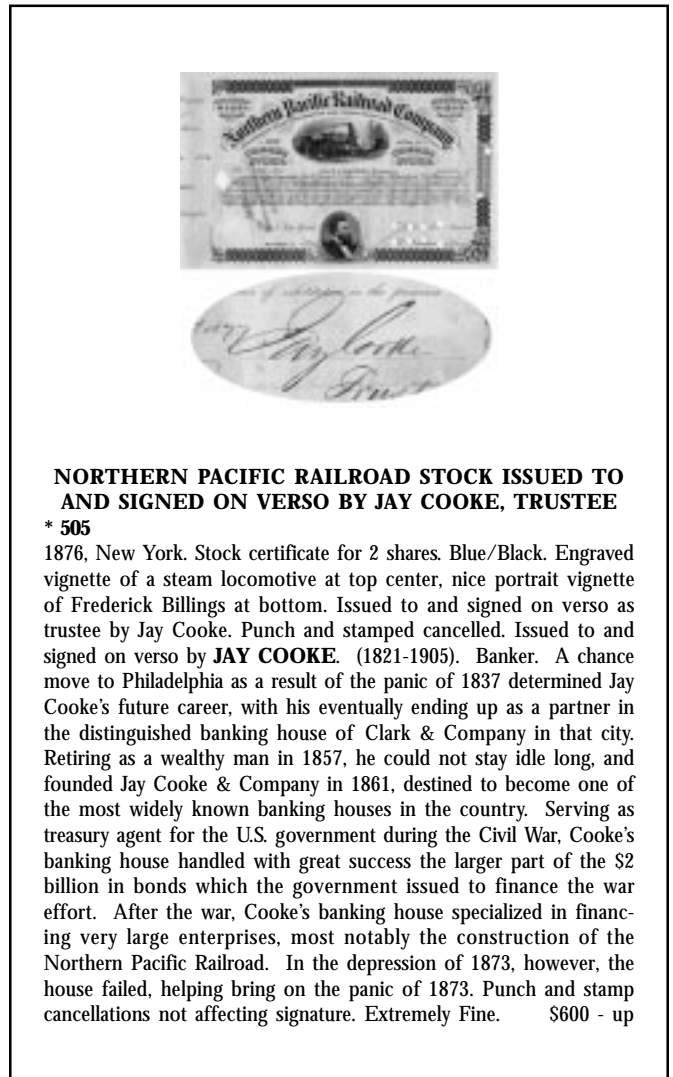 Northern Pacific Railroad Company
Jay Cooke
NORTHERN PACIFIC RAILROAD STOCK ISSUED TO
AND SIGNED ON VERSO BY JAY COOKE, TRUSTEE
* 505
1876, New York. Stock certificate for 2 shares. Blue/Black. Engraved
vignette of a steam locomotive at top center, nice portrait vignette
of Frederick Billings at bottom. Issued to and signed on verso as
trustee by Jay Cooke. Punch and stamped cancelled. Issued to and
signed on verso by JAY COOKE. (1821-1905). Banker. A chance
move to Philadelphia as a result of the panic of 1837 determined Jay
Cooke's future career, with his eventually ending up as a partner in
the distinguished banking house of Clark & Company in that city.
Retiring as a wealthy man in 1857, he could not stay idle long, and
founded Jay Cooke & Company in 1861, destined to become one of
the most widely known banking houses in the country. Serving as
treasury agent for the U.S. government during the Civil War, Cooke's
banking house handled with great success the larger part of the $2
billion in bonds which the government issued to finance the war
effort. After the war, Cooke's banking house specialized in financ-
ing very large enterprises, most notably the construction of the
Northern Pacific Railroad. In the depression of 1873, however, the
house failed, helping bring on the panic of 1873. Punch and stamp
cancellations not affecting signature. Extremely Fine. $600 - up